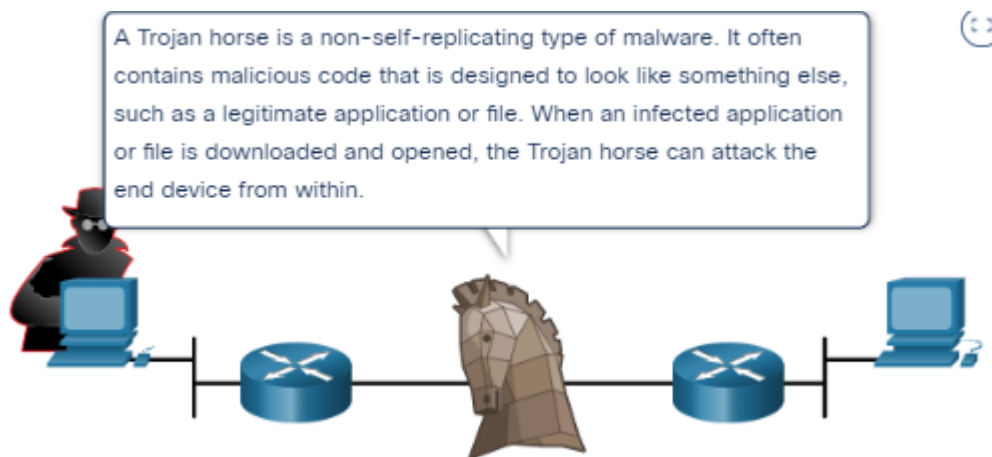 A Trojan horse is a non-self-replicating type of malware. It often
contains malicious code that is designed to look like something else,
such as a legitimate application or file. When an infected application
or file is downloaded and opened, the Trojan horse can attack the
end device from within.